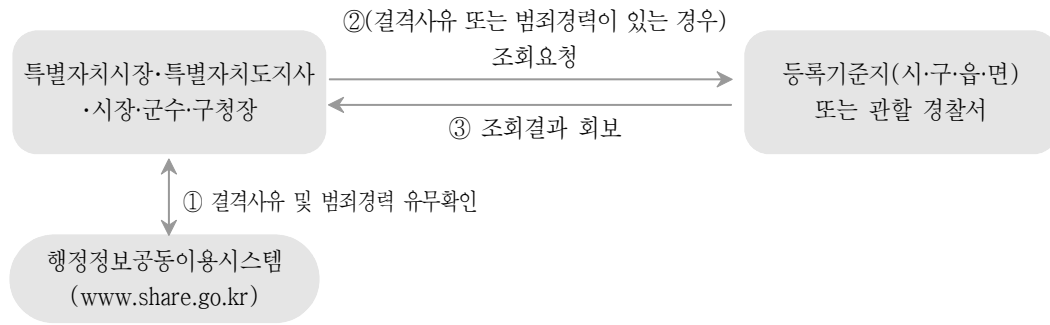 ②(결격사유 또는 범죄경력이 있는 경우)
조회요청
특별자치시장·특별자치도지사
·시장·군수·구청장
등록기준지(시·구·읍·면)
또는 관할 경찰서
③ 조회결과 회보
① 결격사유 및 범죄경력 유무확인
행정정보공동이용시스템
(www.share.go.kr)